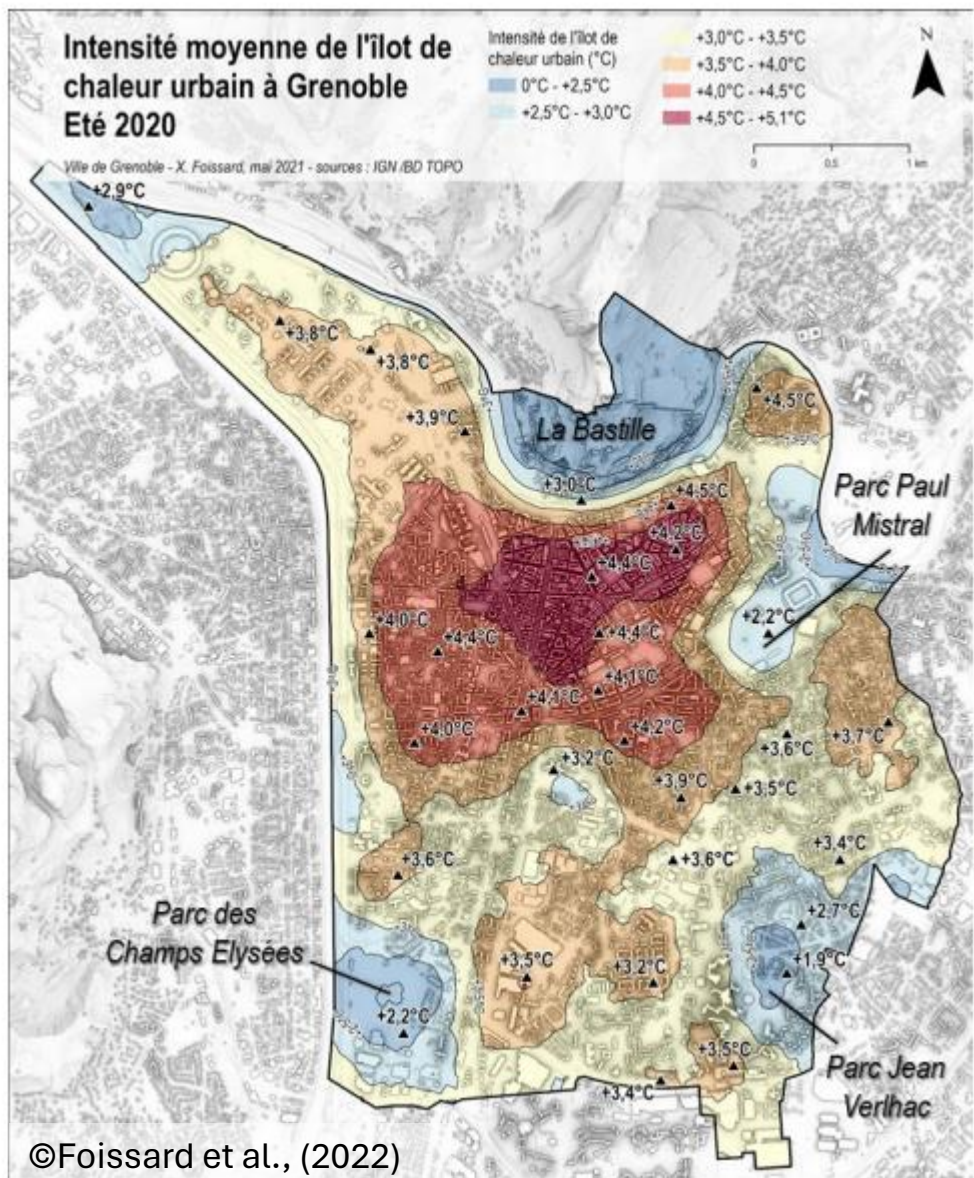 Intensité moyenne de l'îlot de
chaleur urbain à Grenoble
Eté 2020
Ville de Grenoble - X. Foissard, mai 2021 - sources : IGN /BD TOPO
Intensité de l'îlot de
chaleur urbain (°C)
0°C - +2,5°C
+2,5°C - +3,0°C
+3,0°C - +3,5°C
+3,5°C - +4.0°C
+4,0°C - +4,5°C
+4,5°C - +5,1°C
N
0 0.5 1 km
+2,9°C
+3,8°C
+3,8°C
+4,5°C
+3,9°C
La Bastille
+3,0°C
+4,5°C
Parc Paul
Mistral
+4,2°C
+4,4°C
+2,2°C
+4,0°C
+4,4°C
+4,4°C
+4,1°C
+4,1°C
+4,0°C
+4,2°C
+3,6°C
+3,7°C
+3,2°C
+3,9°C
+3,5°C
+3,6°C
+3,6°C
+3,4°C
Parc des
Champs Elysées
+2,7°C
+3,5°C
+3.2°C
+1,9°C
+2,2°C
+3,5°C
+3,4°C
Parc Jean
Verlhac
©Foissard et al., (2022)